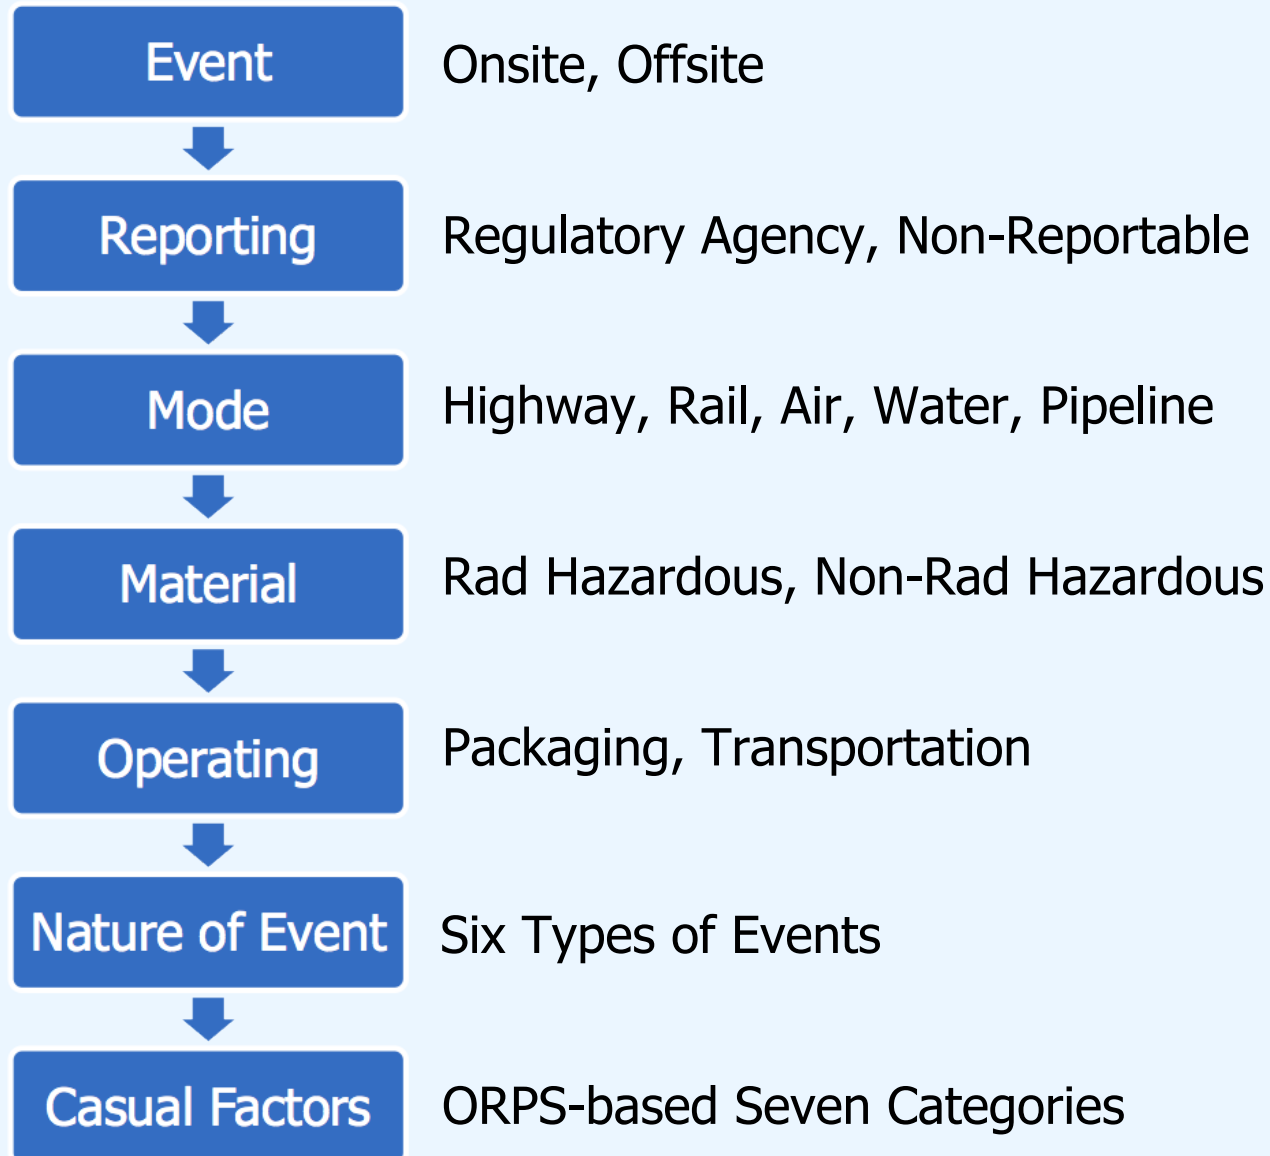 Event
Onsite, Offsite
Reporting
Regulatory Agency, Non-Reportable
Mode
Highway, Rail, Air, Water, Pipeline
Material
Rad Hazardous, Non-Rad Hazardous
Operating
Packaging, Transportation
Nature of Event
Six Types of Events
Casual Factors
ORPS-based Seven Categories